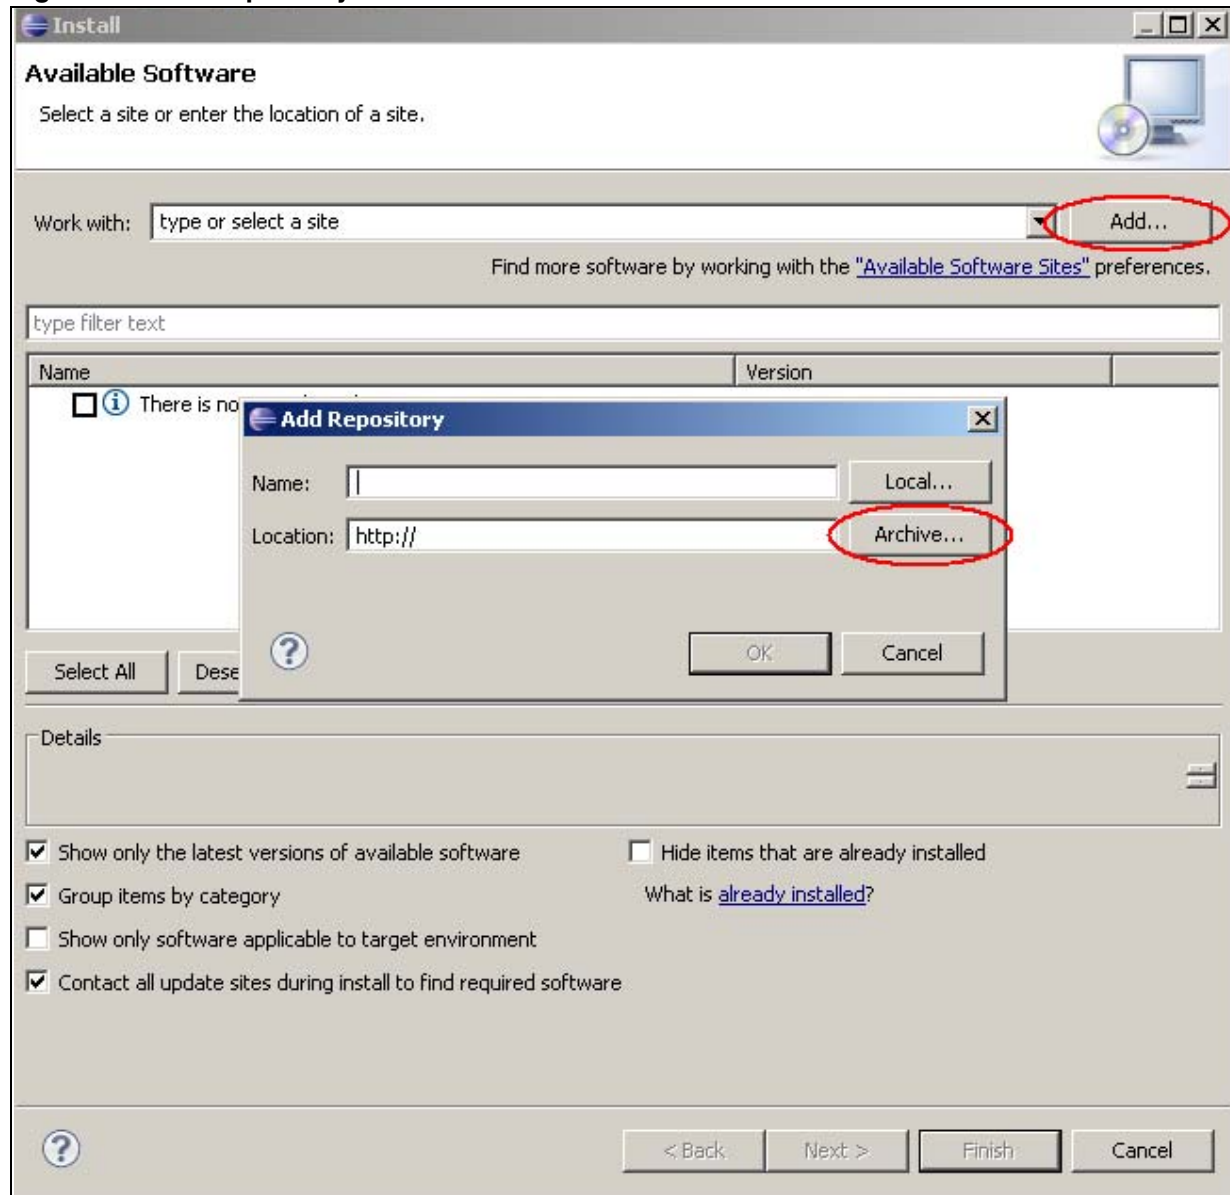 Install
Available Software
Select a site or enter the location of a site.
Work with: type or select a site Add...
Find more software by working with the "Available Software Sites" preferences.
type filter text
Name Version
There is no
Add Repository
Name: Local...
Location: http:// Archive...
OK Cancel
Select All Dese
Details
Show only the latest versions of available software Hide items that are already installed
Group items by category What is already installed?
Show only software applicable to target environment
Contact all update sites during install to find required software
< Back Next > Finish Cancel